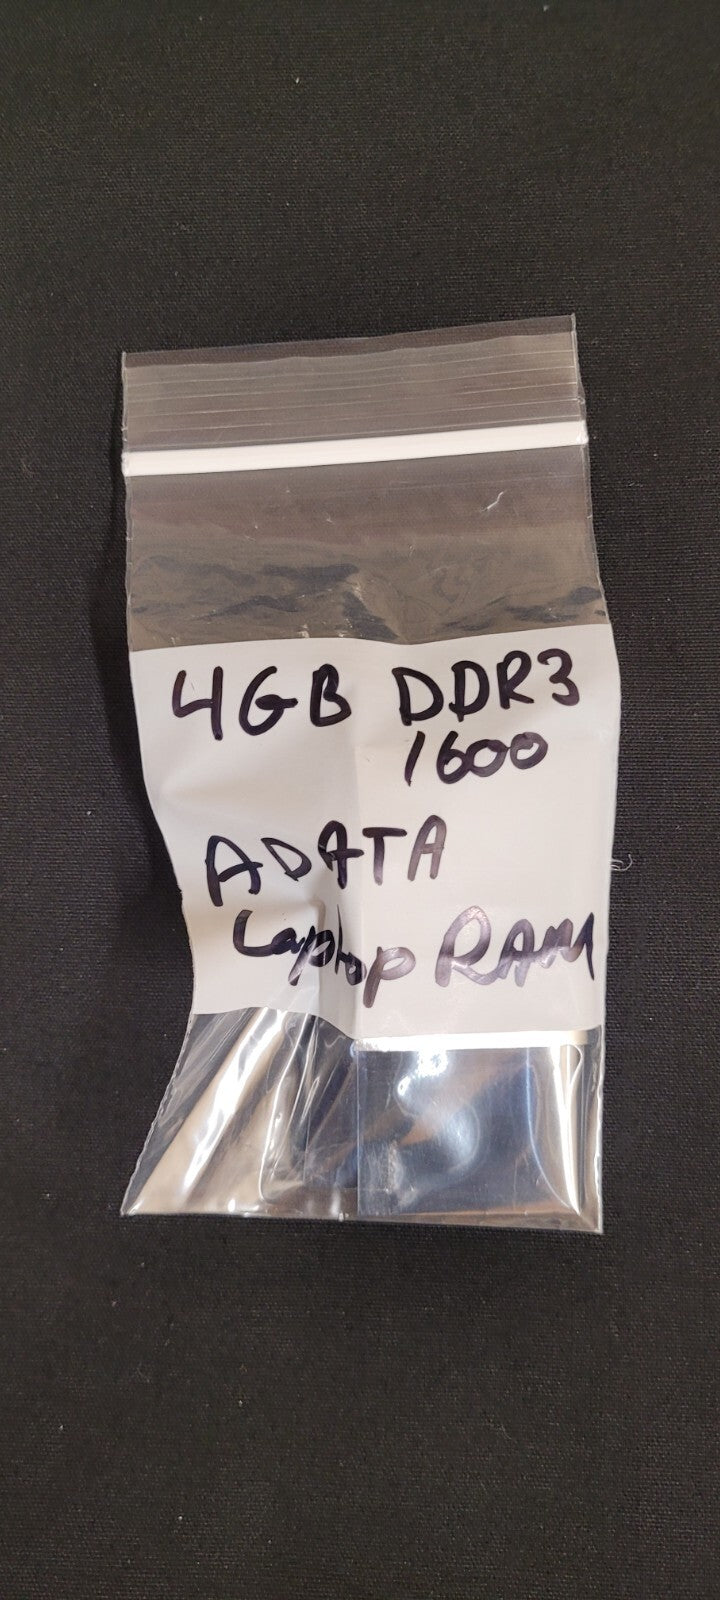 4GB DDR3
1600
ADATA
Laptop RAM